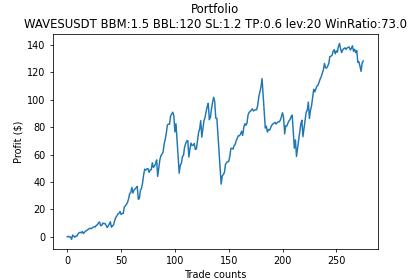 Portfolio
WAVESUSDT BBM:1.5 BBL:120 SL:1.2 TP:0.6 lev:20 WinRatio:73.0
140
120
100
80
60
40
20
0
Profit ($)
0 50 100 150 200 250
Trade counts